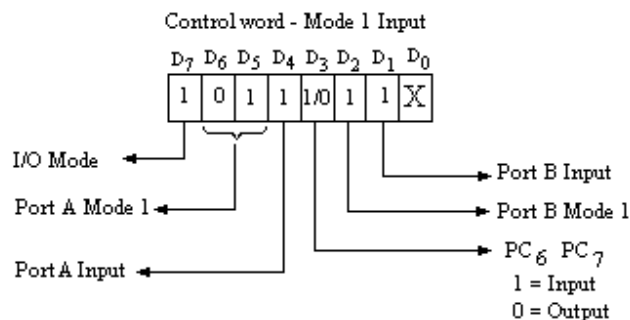 Control word - Mode 1 Input
D7 D6 D5 D4 D3 D2 D1 D0
1 0 1 1 1/0 1 1 X
I/O Mode
Port B Input
Port A Mode 1
Port B Mode 1
PC6 PC7
Port A Input
1 = Input
0 = Output